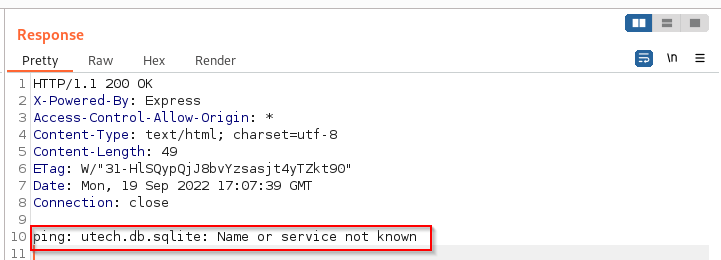 Response
Pretty Raw Hex Render \n
1 HTTP/1.1 200 OK
2 X-Powered-By: Express
3 Access-Control-Allow-Origin: *
4 Content-Type: text/html; charset=utf-8
5 Content-Length: 49
6 ETag: W/"31-HlSQypQjJ8bvYzsasjt4yTZkt90"
7 Date: Mon, 19 Sep 2022 17:07:39 GMT
8 Connection: close
9
10 ping: utech.db.sqlite: Name or service not known
11